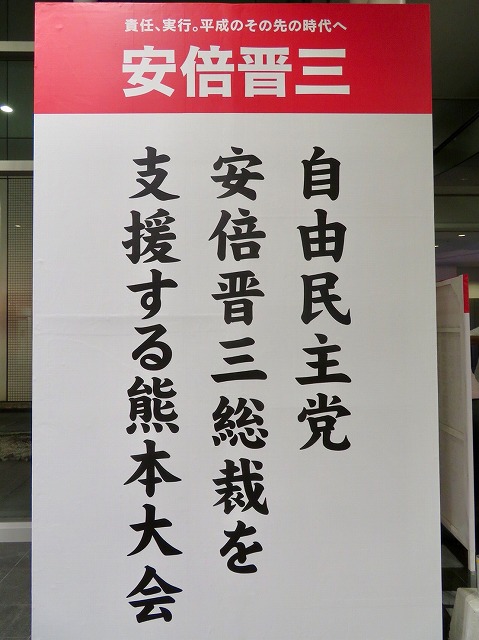 責任、実行。平成のその先の時代へ
安倍晋三
自由民主党
安倍晋三総裁を
支援する熊本大会